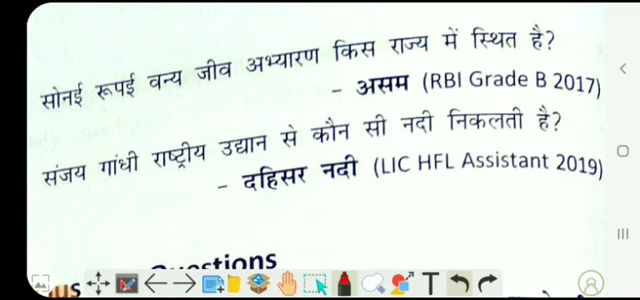 सोनई रूपई वन्य जीव अभ्यारण किस राज्य में स्थित है?
– असम (RBI Grade B 2017)
संजय गांधी राष्ट्रीय उद्यान से कौन सी नदी निकलती है?
– दहिसर नदी (LIC HFL Assistant 2019)